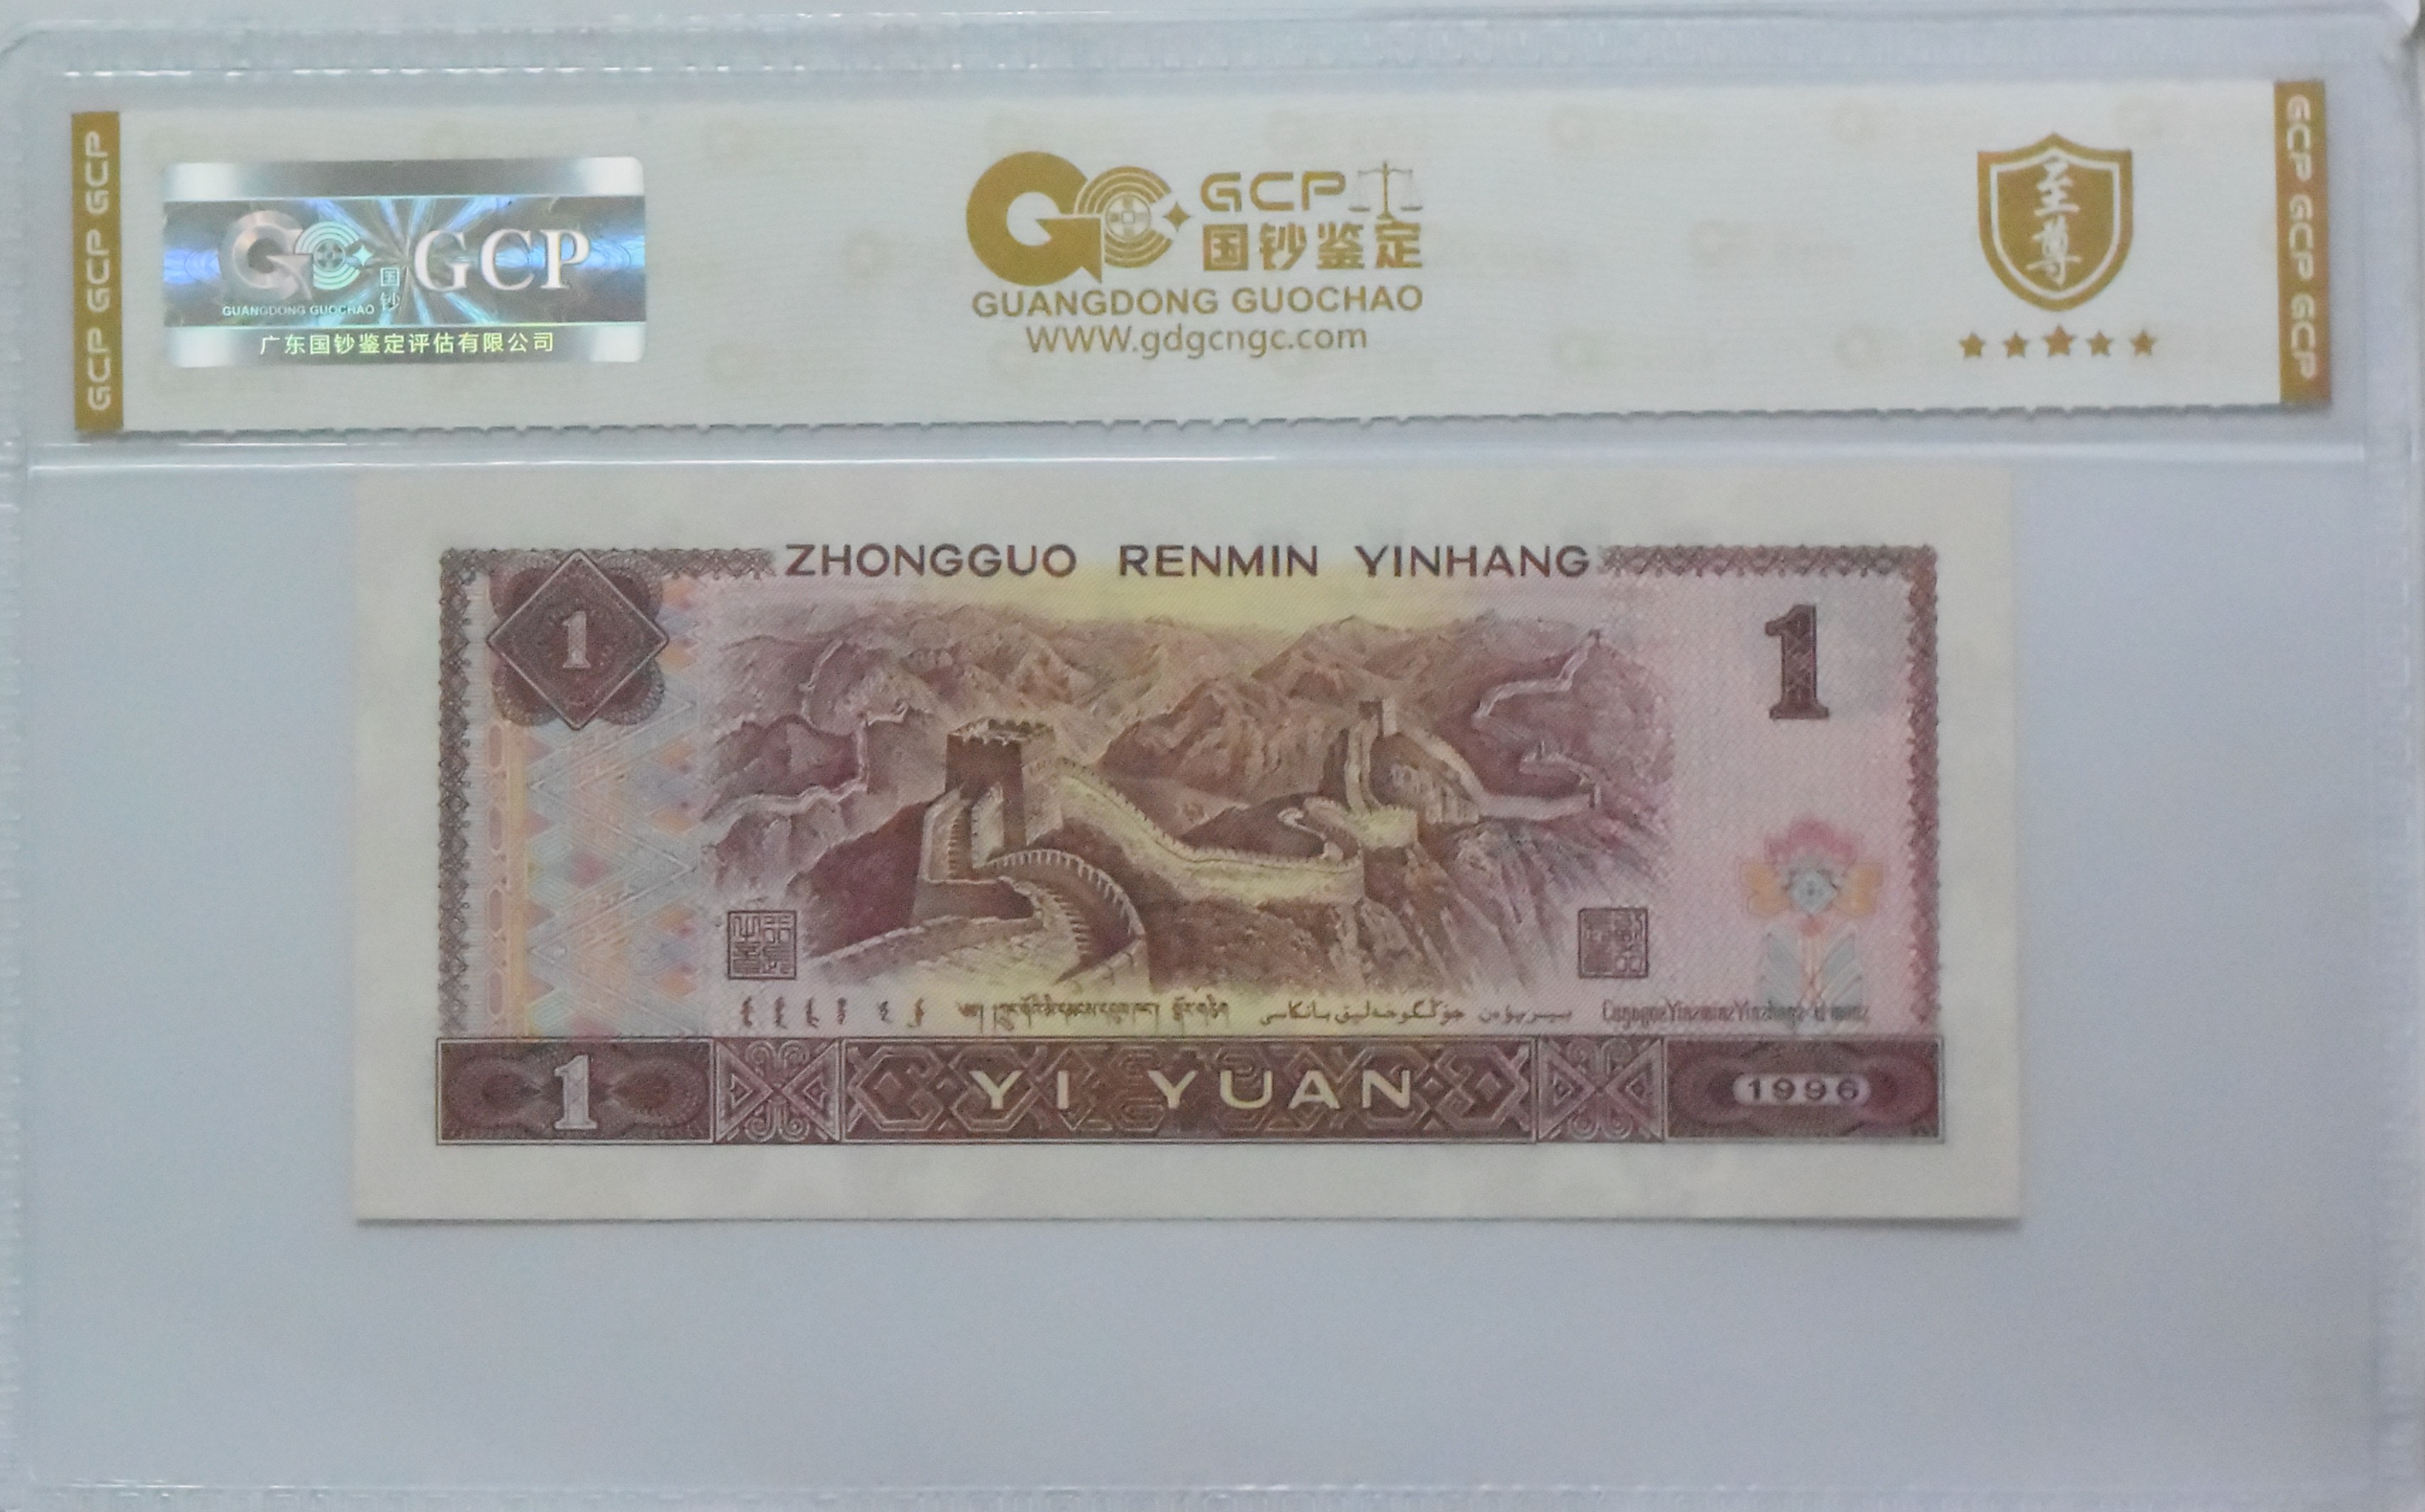 GCP GCP GCP
GCP
国钞
GUANGDONG GUOCHAO
广东国钞鉴定评估有限公司
GCP
国钞鉴定
GUANGDONG GUOCHAO
WWW.gdgcngc.com
至尊
GCP GCP GCP
ZHONGGUO RENMIN YINHANG
1
1
1
YI YUAN
1996